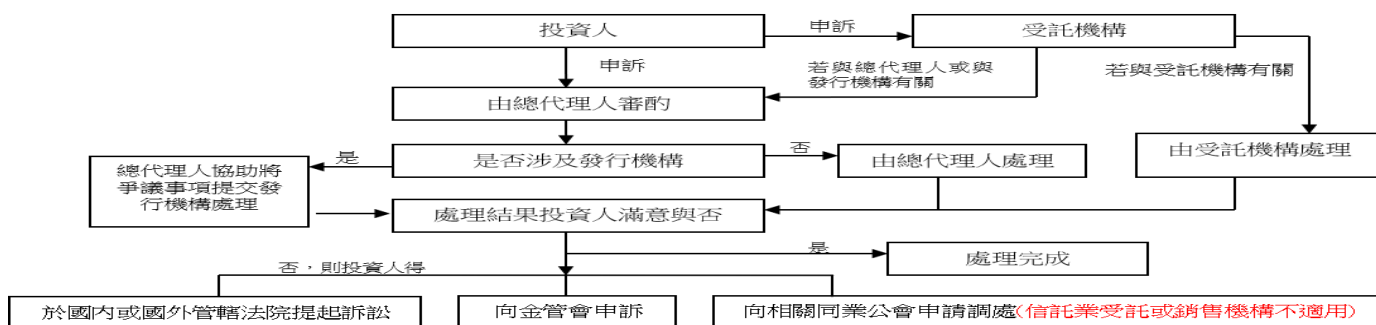 投資人
申訴
受託機構
申訴
若與總代理人或與
發行機構有關
若與受託機構有關
由總代理人審酌
是
是否涉及發行機構
否
由總代理人處理
由受託機構處理
總代理人協助將
爭議事項提交發
行機構處理
處理結果投資人滿意與否
是
處理完成
否，則投資人得
於國內或國外管轄法院提起訴訟
向金管會申訴
向相關同業公會申請調處(信託業受託或銷售機構不適用)